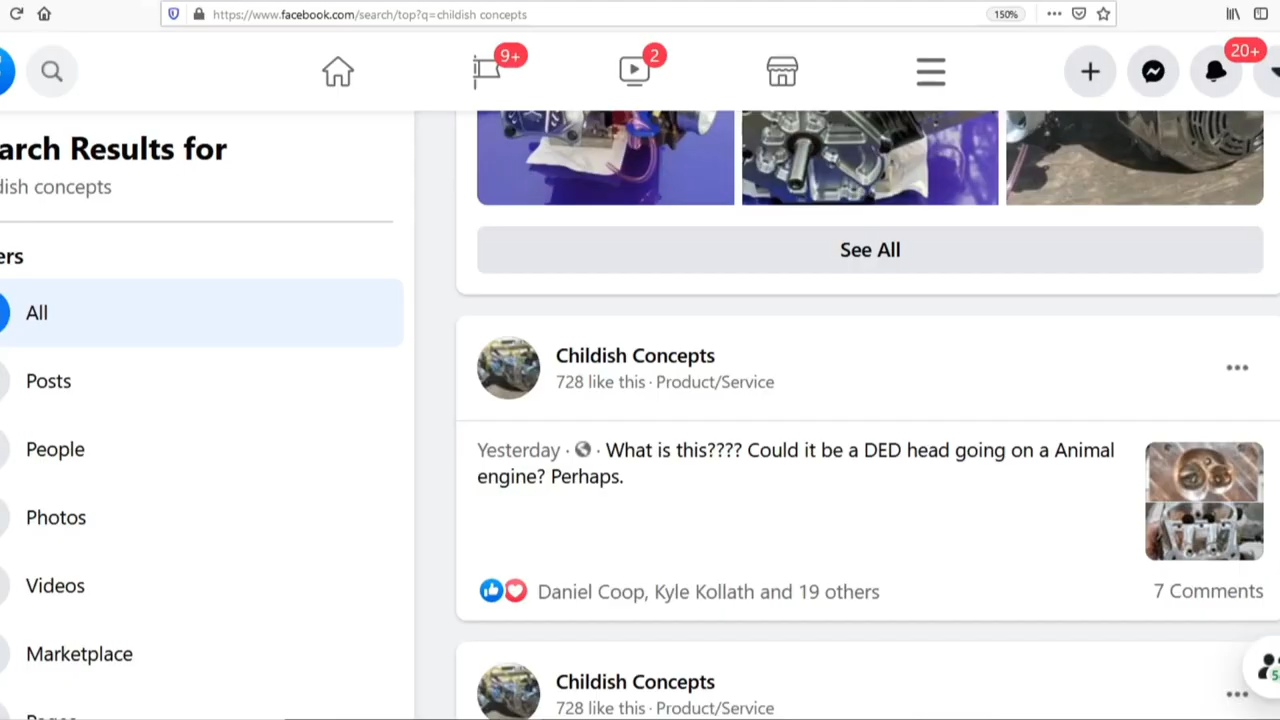 https://www.facebook.com/search/top?q=childish concepts
150%
9+
2
20+
arch Results for
dish concepts
ers
All
Posts
People
Photos
Videos
Marketplace
See All
Childish Concepts
728 like this · Product/Service
Yesterday · What is this???? Could it be a DED head going on a Animal
engine? Perhaps.
Daniel Coop, Kyle Kollath and 19 others
7 Comments
Childish Concepts
728 like this · Product/Service
5